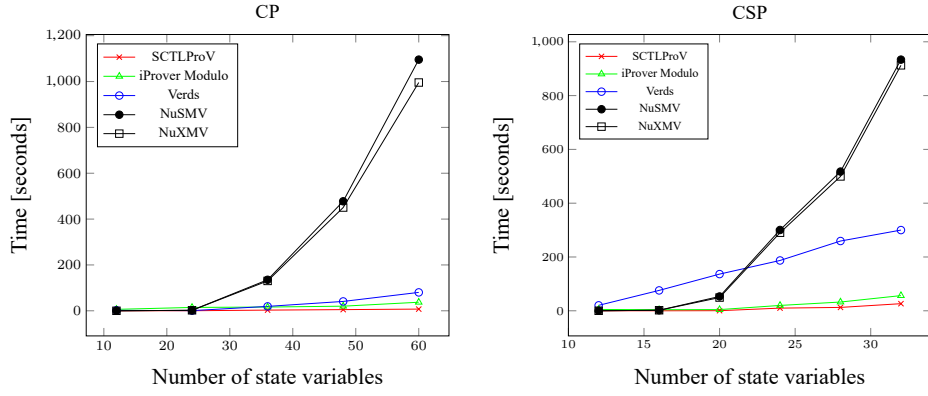 CP
1,200
1,000
800
600
400
200
0
10
20
30
40
50
60
Time [seconds]
Number of state variables
SCTLProV
iProver Modulo
Verds
NuSMV
NuXMV
CSP
1,000
800
600
400
200
0
10
15
20
25
30
Time [seconds]
Number of state variables
SCTLProV
iProver Modulo
Verds
NuSMV
NuXMV